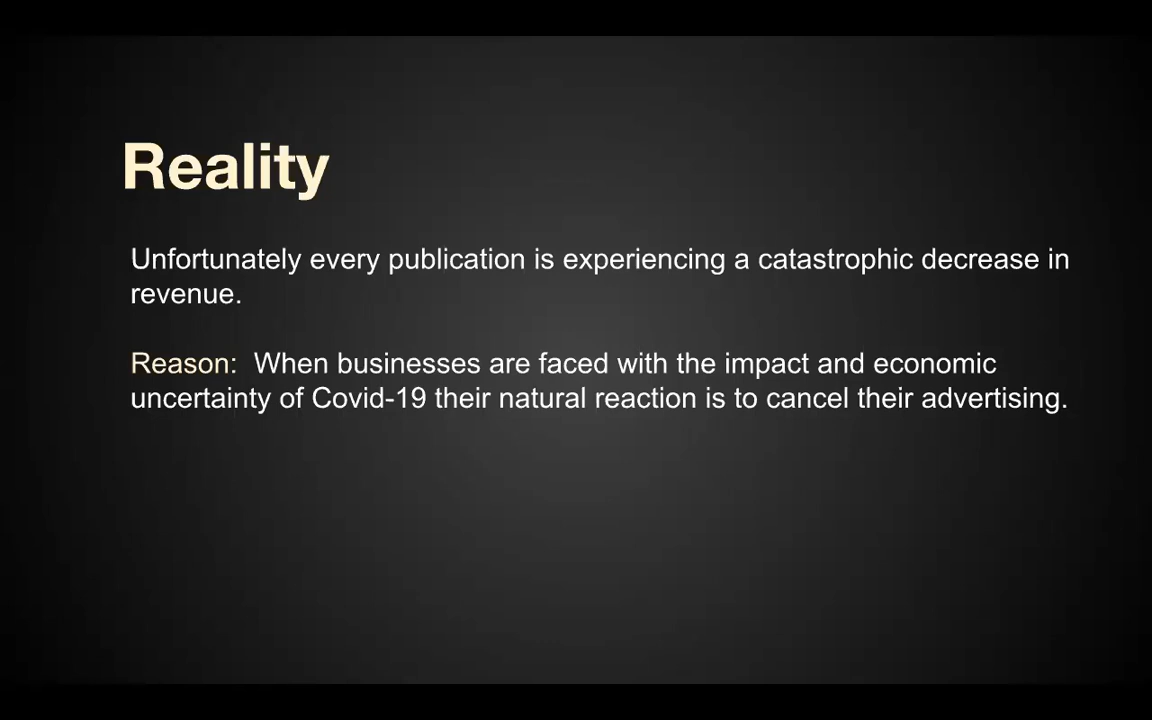 Reality
Unfortunately every publication is experiencing a catastrophic decrease in
revenue.
Reason:  When businesses are faced with the impact and economic
uncertainty of Covid-19 their natural reaction is to cancel their advertising.